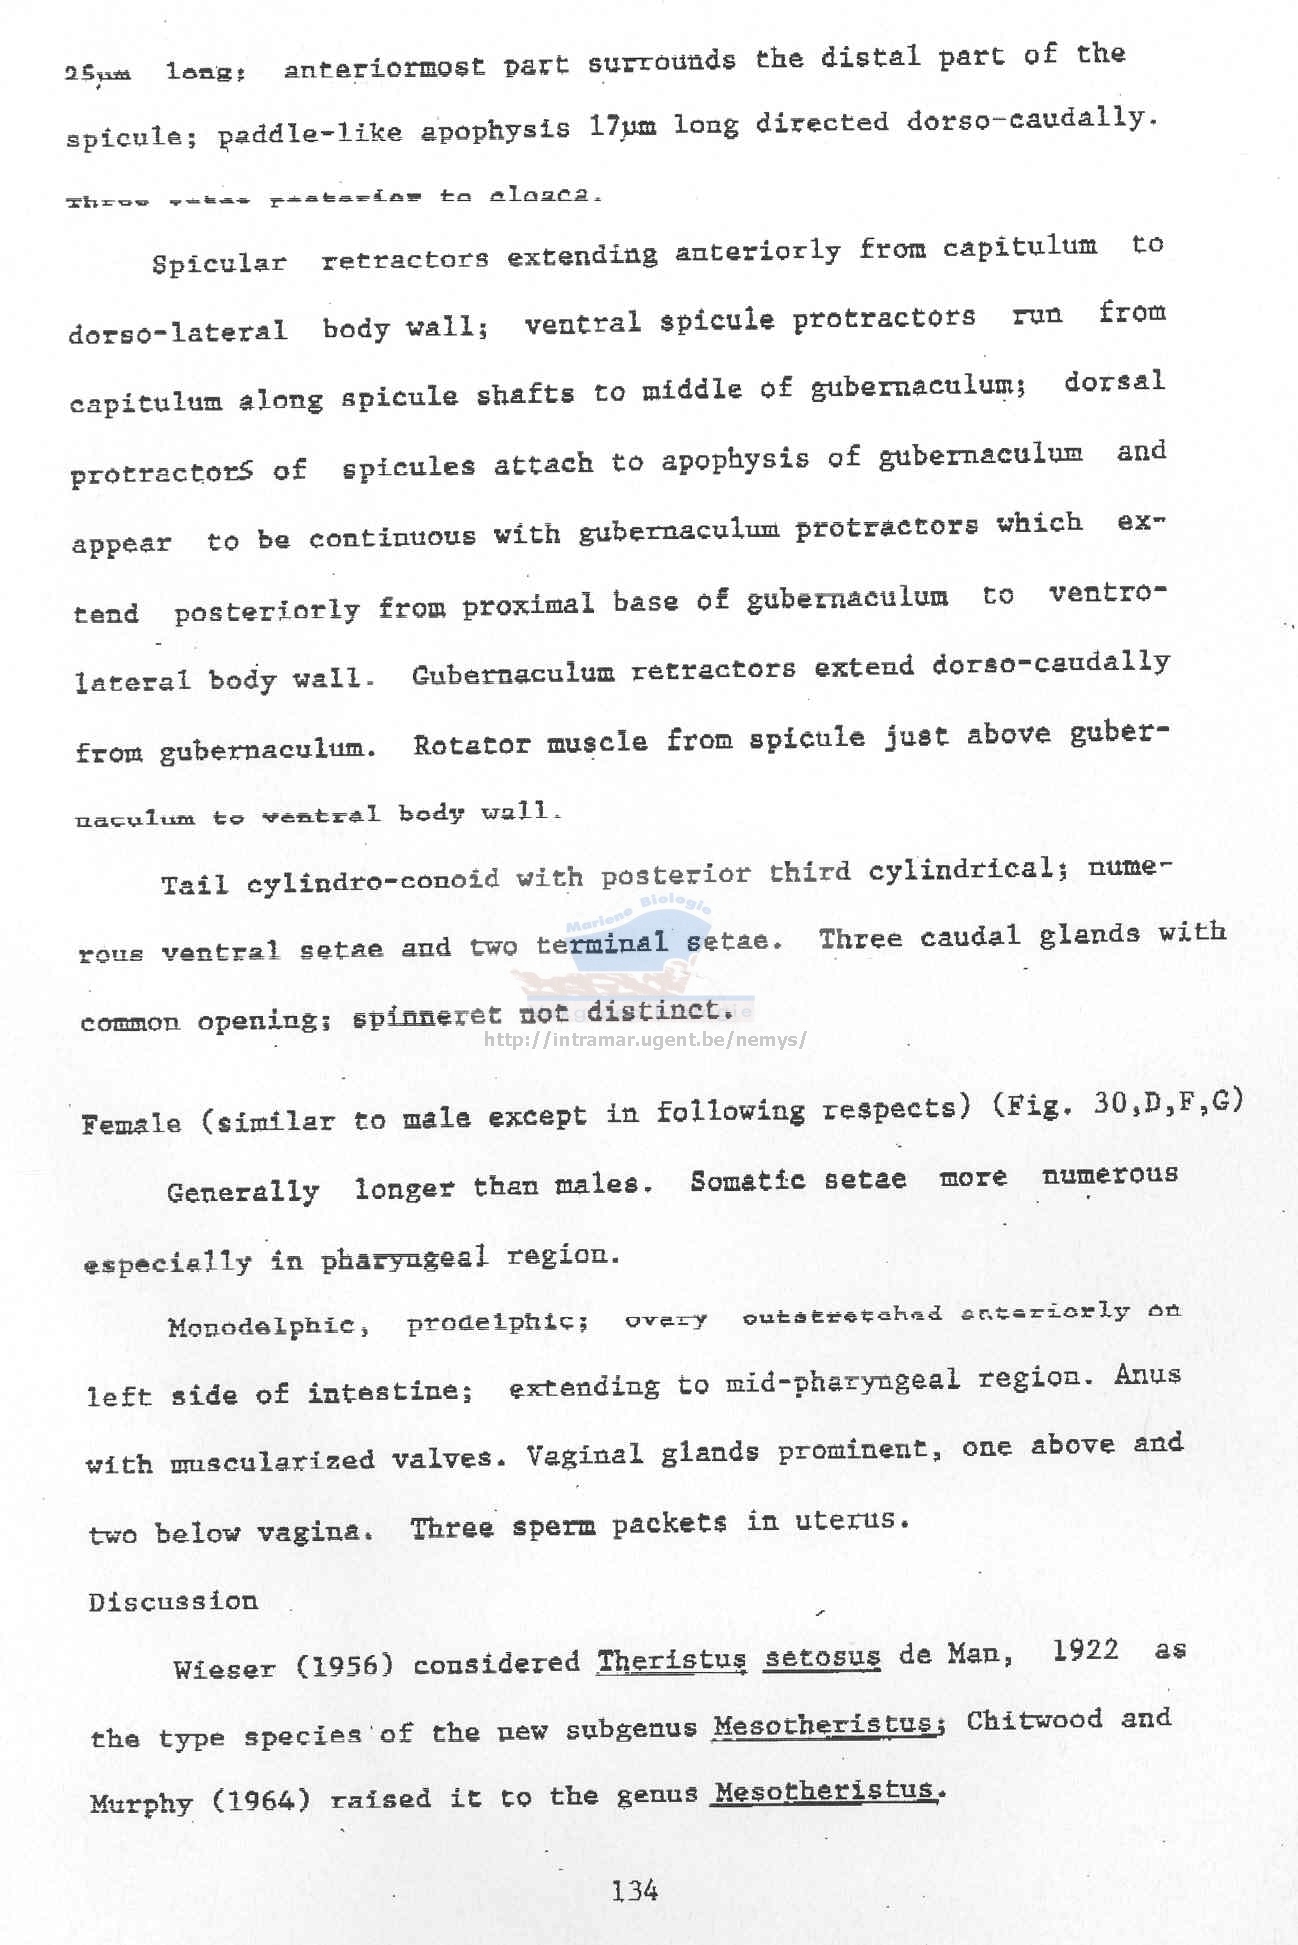 25µm long; anteriormost part surrounds the distal part of the
spicule; paddle-like apophysis 17µm long directed dorso-caudally.
Three setae posterior to cloaca.
Spicular retractors extending anteriorly from capitulum to
dorso-lateral body wall; ventral spicule protractors run from
capitulum along spicule shafts to middle of gubernaculum; dorsal
protractors of spicules attach to apophysis of gubernaculum and
appear to be continuous with gubernaculum protractors which ex-
tend posteriorly from proximal base of gubernaculum to ventro-
lateral body wall. Gubernaculum retractors extend dorso-caudally
from gubernaculum. Rotator muscle from spicule just above guber-
naculum to ventral body wall.
Tail cylindro-conoid with posterior third cylindrical; nume-
Mariene Biologie
rous ventral setae and two terminal setae. Three caudal glands with
common opening; spinneret not distinct.
http://intramar.ugent.be/nemys/
Female (similar to male except in following respects) (Fig. 30,D,F,G)
Generally longer than males. Somatic setae more numerous
especially in pharyngeal region.
Monodelphic, prodelphic; ovary outstretched anteriorly on
left side of intestine; extending to mid-pharyngeal region. Anus
with muscularized valves. Vaginal glands prominent, one above and
two below vagina. Three sperm packets in uterus.
Discussion
Wieser (1956) considered Theristus setosus de Man, 1922 as
the type species of the new subgenus Mesotheristus; Chitwood and
Murphy (1964) raised it to the genus Mesotheristus.
134